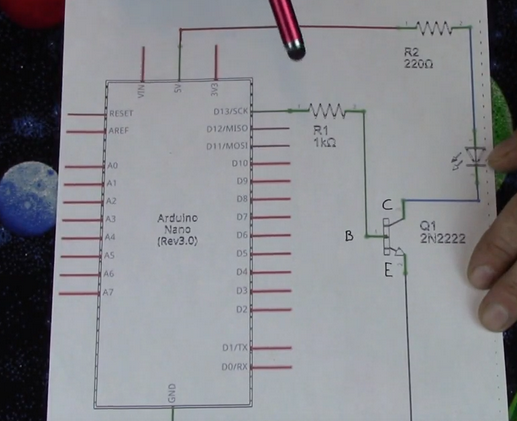 R2
220Ω
VIN
5V
3V3
RESET
AREF
A0
A1
A2
A3
A4
A5
A6
A7
Arduino
Nano
(Rev3.0)
D13/SCK
D12/MISO
D11/MOSI
D10
D9
D8
D7
D6
D5
D4
D3
D2
D1/TX
D0/RX
GND
R1
1kΩ
C
B
E
Q1
2N2222